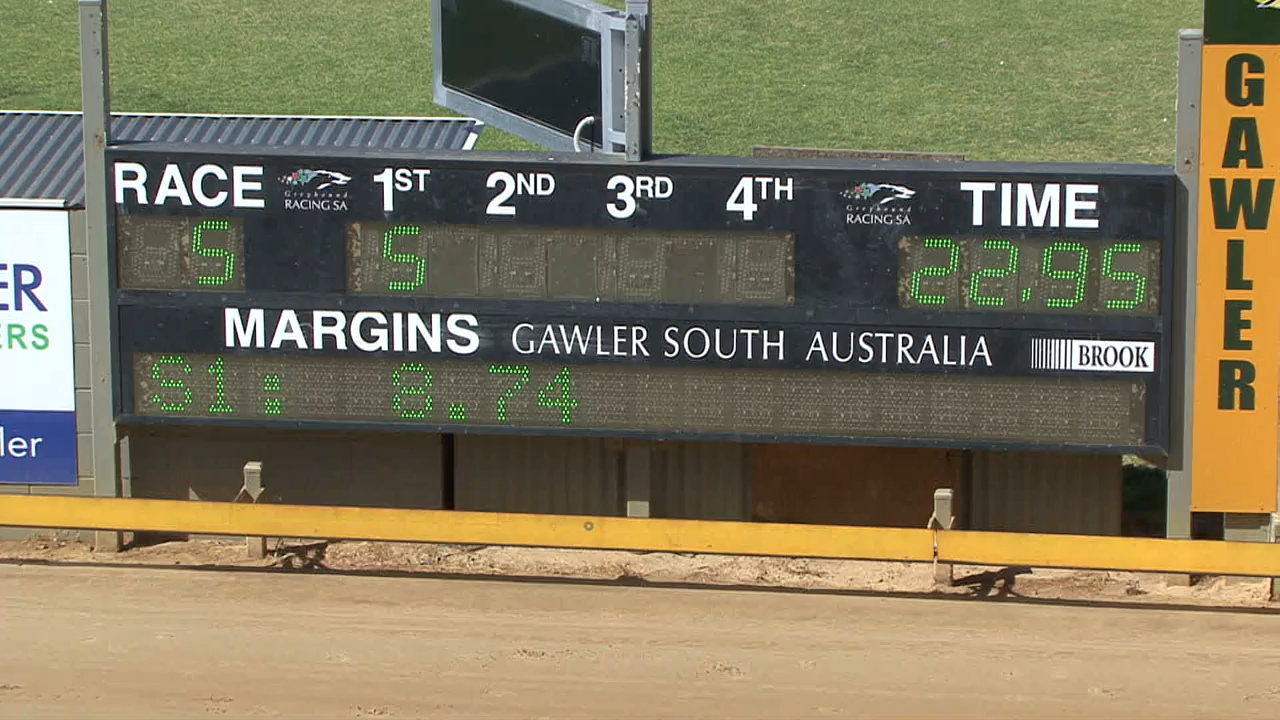 RACE Greyhound RACING SA 1ST 2ND 3RD 4TH Greyhound RACING SA TIME
5 5 22.95
MARGINS GAWLER SOUTH AUSTRALIA BROOK
S1: 8.74
GAWLER
ER
ERS
ler